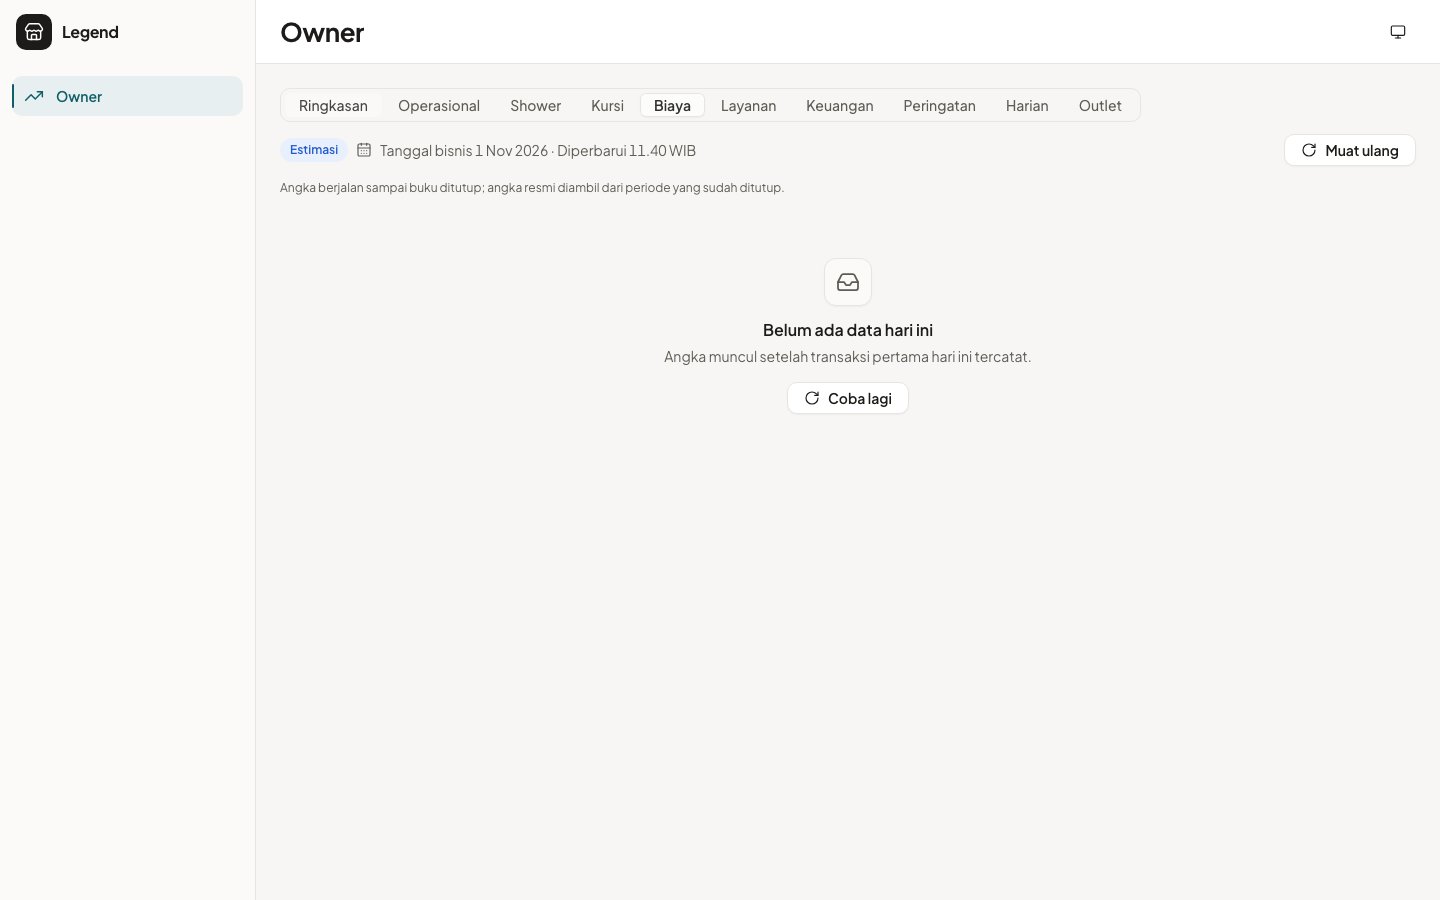 Legend
Owner
Owner
Ringkasan Operasional Shower Kursi Biaya Layanan Keuangan Peringatan Harian Outlet
Estimasi Tanggal bisnis 1 Nov 2026 · Diperbarui 11.40 WIB Muat ulang
Angka berjalan sampai buku ditutup; angka resmi diambil dari periode yang sudah ditutup.
Belum ada data hari ini
Angka muncul setelah transaksi pertama hari ini tercatat.
Coba lagi